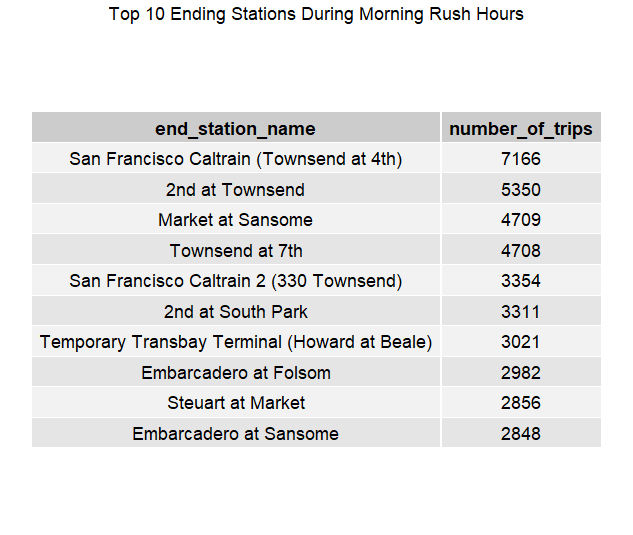 Top 10 Ending Stations During Morning Rush Hours
end_station_name number_of_trips
San Francisco Caltrain (Townsend at 4th) 7166
2nd at Townsend 5350
Market at Sansome 4709
Townsend at 7th 4708
San Francisco Caltrain 2 (330 Townsend) 3354
2nd at South Park 3311
Temporary Transbay Terminal (Howard at Beale) 3021
Embarcadero at Folsom 2982
Steuart at Market 2856
Embarcadero at Sansome 2848